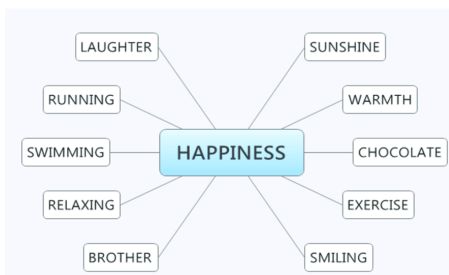 LAUGHTER
SUNSHINE
RUNNING
WARMTH
SWIMMING
HAPPINESS
CHOCOLATE
RELAXING
EXERCISE
BROTHER
SMILING